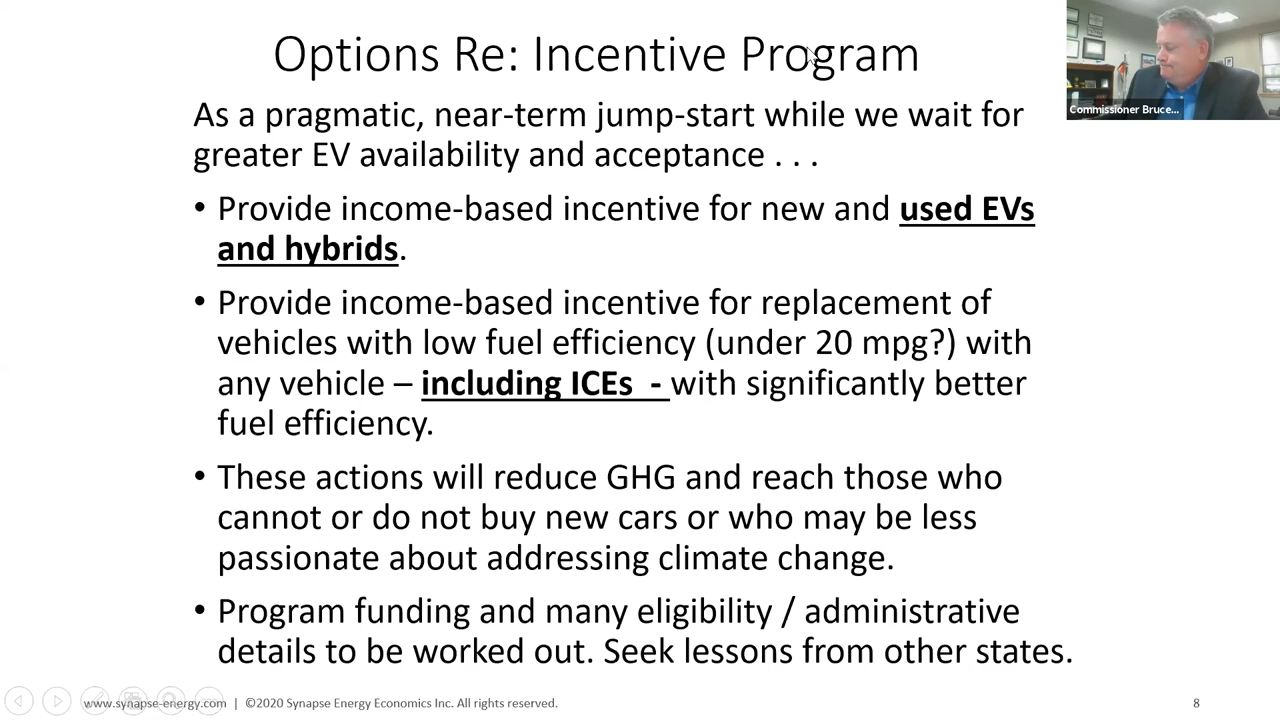 Options Re: Incentive Program
Commissioner Bruce...
As a pragmatic, near-term jump-start while we wait for
greater EV availability and acceptance . . .
• Provide income-based incentive for new and used EVs
and hybrids.
• Provide income-based incentive for replacement of
vehicles with low fuel efficiency (under 20 mpg?) with
any vehicle – including ICEs - with significantly better
fuel efficiency.
• These actions will reduce GHG and reach those who
cannot or do not buy new cars or who may be less
passionate about addressing climate change.
• Program funding and many eligibility / administrative
details to be worked out. Seek lessons from other states.
www.synapse-energy.com | ©2020 Synapse Energy Economics Inc. All rights reserved.
8